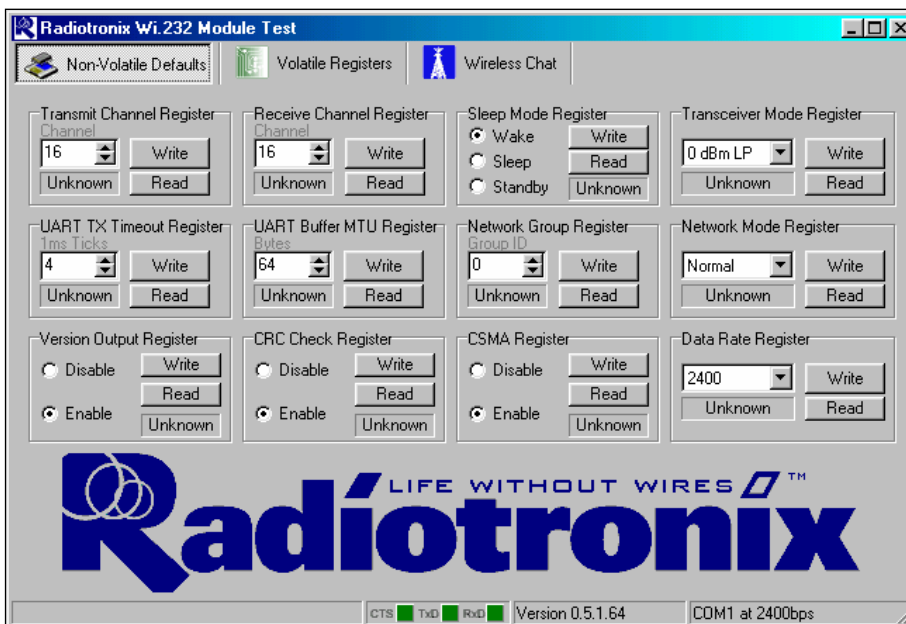 Radiotronix Wi.232 Module Test
Non-Volatile Defaults
Volatile Registers
Wireless Chat
Transmit Channel Register
Channel
16
Write
Unknown
Read
Receive Channel Register
Channel
16
Write
Unknown
Read
Sleep Mode Register
Wake
Write
Sleep
Read
Standby
Unknown
Transceiver Mode Register
0 dBm LP
Write
Unknown
Read
UART TX Timeout Register
1ms Ticks
4
Write
Unknown
Read
UART Buffer MTU Register
Bytes
64
Write
Unknown
Read
Network Group Register
Group ID
0
Write
Unknown
Read
Network Mode Register
Normal
Write
Unknown
Read
Version Output Register
Disable
Write
Read
Enable
Unknown
CRC Check Register
Disable
Write
Read
Enable
Unknown
CSMA Register
Disable
Write
Read
Enable
Unknown
Data Rate Register
2400
Write
Unknown
Read
LIFE WITHOUT WIRES ™
Radiotronix
CTS TxD RxD Version 0.5.1.64 COM1 at 2400bps